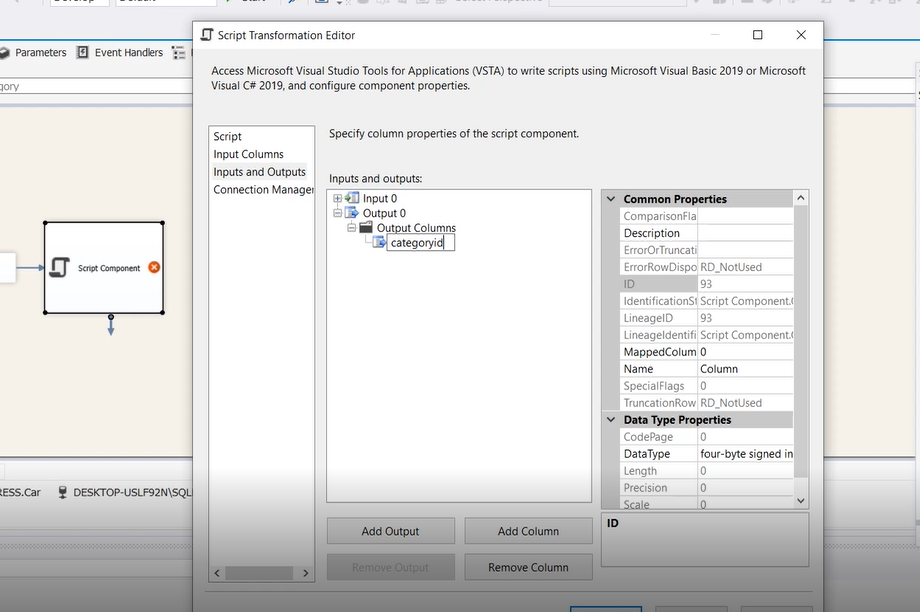 Start
Script Transformation Editor
Parameters
Event Handlers
Access Microsoft Visual Studio Tools for Applications (VSTA) to write scripts using Microsoft Visual Basic 2019 or Microsoft
Visual C# 2019, and configure component properties.
gory
Script
Input Columns
Inputs and Outputs
Connection Manager
Specify column properties of the script component.
Inputs and outputs:
Input 0
Output 0
Output Columns
categoryid
Common Properties
ComparisonFla
Description
ErrorOrTruncati
ErrorRowDispo RD_NotUsed
ID 93
IdentificationSt Script Component.
LineageID 93
LineageIdentifi Script Component.
MappedColum 0
Name Column
SpecialFlags 0
TruncationRow RD_NotUsed
Data Type Properties
CodePage 0
DataType four-byte signed in
Length 0
Precision 0
Scale 0
Script Component
RESS.Car
DESKTOP-USLF92N\SQL
Add Output
Add Column
Remove Output
Remove Column
ID